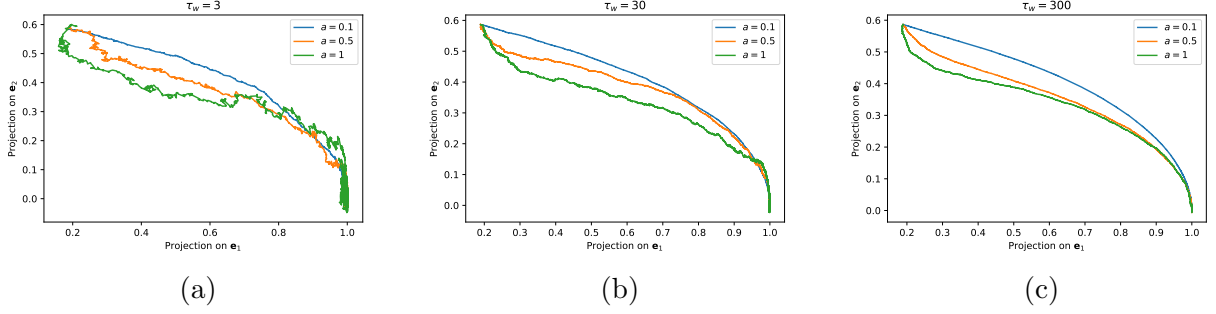 τ_w = 3
Projection on e₂
0.6
0.5
0.4
0.3
0.2
0.1
0.0
a = 0.1
a = 0.5
a = 1
0.2 0.4 0.6 0.8 1.0
Projection on e₁
(a)
τ_w = 30
Projection on e₂
0.6
0.5
0.4
0.3
0.2
0.1
0.0
a = 0.1
a = 0.5
a = 1
0.2 0.3 0.4 0.5 0.6 0.7 0.8 0.9 1.0
Projection on e₁
(b)
τ_w = 300
Projection on e₂
0.6
0.5
0.4
0.3
0.2
0.1
0.0
a = 0.1
a = 0.5
a = 1
0.2 0.3 0.4 0.5 0.6 0.7 0.8 0.9 1.0
Projection on e₁
(c)